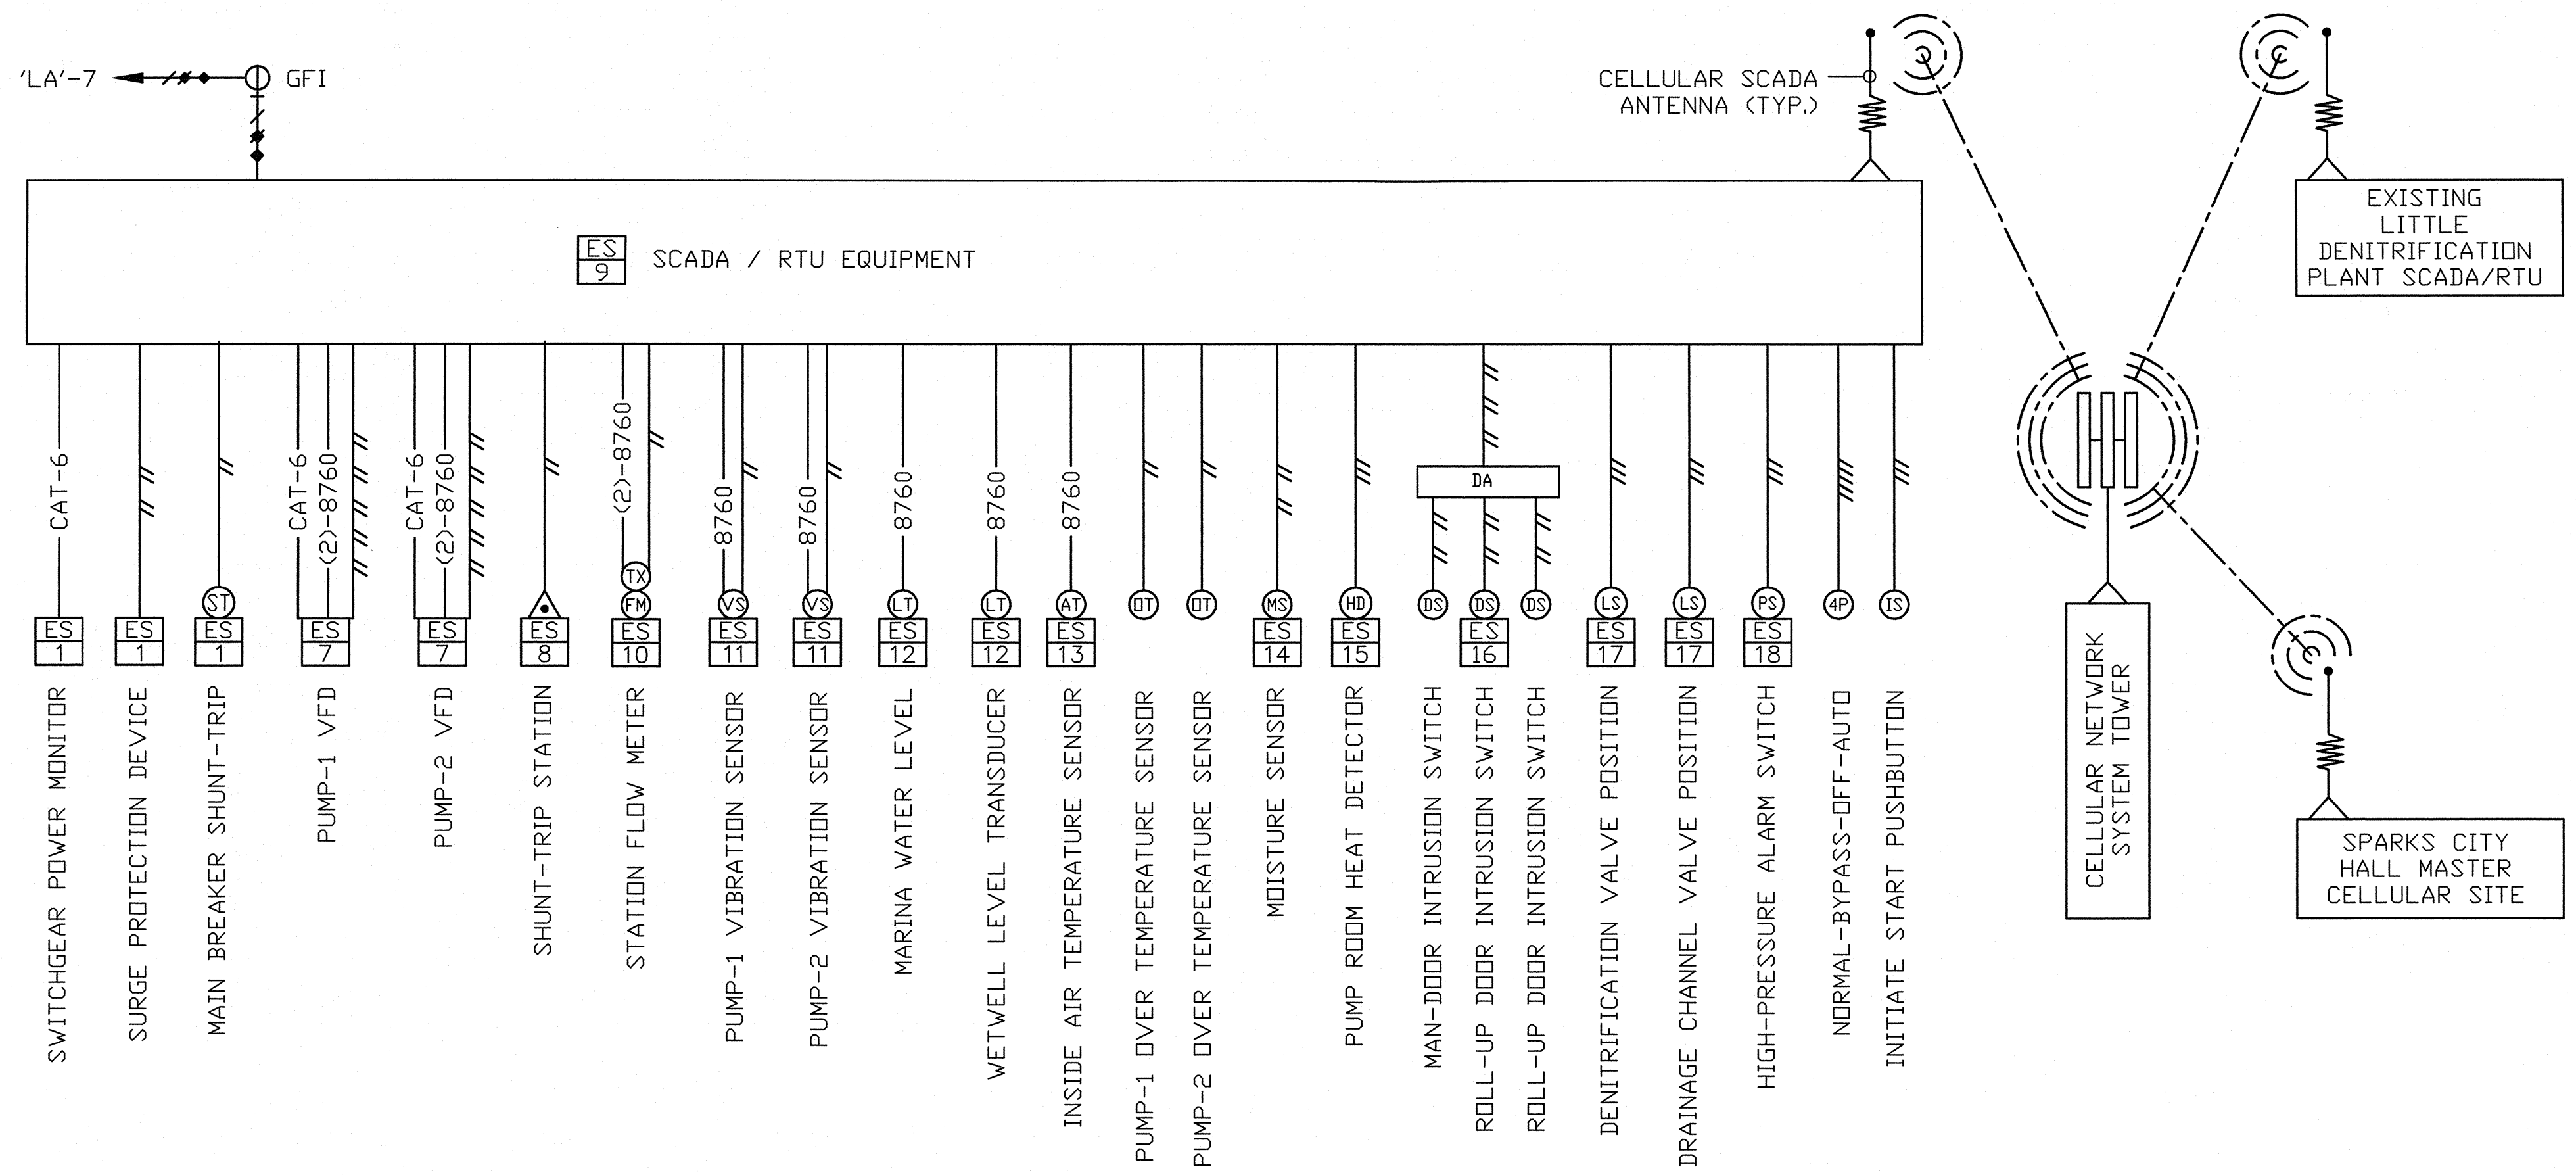 'LA'-7
GFI
CELLULAR SCADA
ANTENNA (TYP.)
EXISTING
LITTLE
DENITRIFICATION
PLANT SCADA/RTU
ES
9
SCADA / RTU EQUIPMENT
CAT-6
CAT-6
(2)-8760
CAT-6
(2)-8760
(2)-8760
8760
8760
8760
8760
8760
DA
ST
TX
FM
VS
VS
LT
LT
AT
OT
OT
MS
HD
DS
DS
DS
LS
LS
PS
4P
IS
ES
1
ES
1
ES
1
ES
7
ES
7
ES
8
ES
10
ES
11
ES
11
ES
12
ES
12
ES
13
ES
14
ES
15
ES
16
ES
17
ES
17
ES
18
SWITCHGEAR POWER MONITOR
SURGE PROTECTION DEVICE
MAIN BREAKER SHUNT-TRIP
PUMP-1 VFD
PUMP-2 VFD
SHUNT-TRIP STATION
STATION FLOW METER
PUMP-1 VIBRATION SENSOR
PUMP-2 VIBRATION SENSOR
MARINA WATER LEVEL
WETWELL LEVEL TRANSDUCER
INSIDE AIR TEMPERATURE SENSOR
PUMP-1 OVER TEMPERATURE SENSOR
PUMP-2 OVER TEMPERATURE SENSOR
MOISTURE SENSOR
PUMP ROOM HEAT DETECTOR
MAN-DOOR INTRUSION SWITCH
ROLL-UP DOOR INTRUSION SWITCH
ROLL-UP DOOR INTRUSION SWITCH
DENITRIFICATION VALVE POSITION
DRAINAGE CHANNEL VALVE POSITION
HIGH-PRESSURE ALARM SWITCH
NORMAL-BYPASS-OFF-AUTO
INITIATE START PUSHBUTTON
CELLULAR NETWORK
SYSTEM TOWER
SPARKS CITY
HALL MASTER
CELLULAR SITE